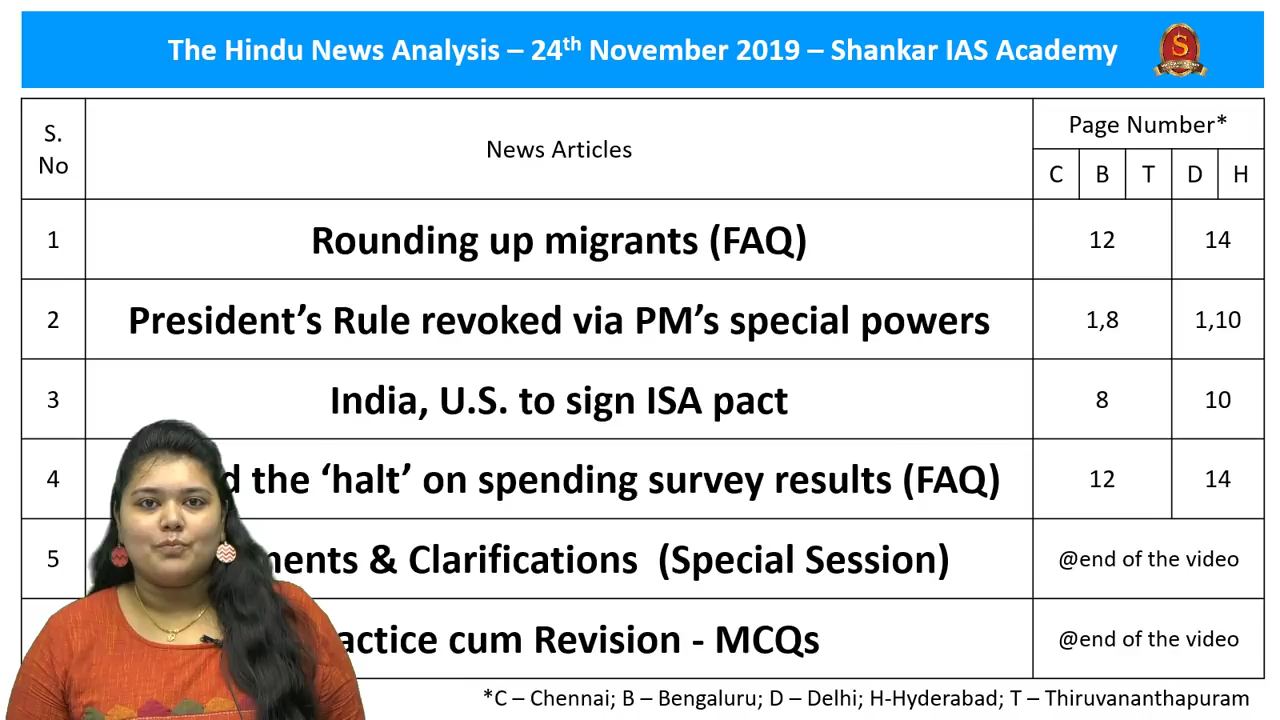 The Hindu News Analysis – 24th November 2019 – Shankar IAS Academy
S
S. No
News Articles
Page Number*
C B T D H
1 Rounding up migrants (FAQ) 12 14
2 President’s Rule revoked via PM’s special powers 1,8 1,10
3 India, U.S. to sign ISA pact 8 10
4 the ‘halt’ on spending survey results (FAQ) 12 14
5 & Clarifications (Special Session) @end of the video
cum Revision - MCQs @end of the video
*C – Chennai; B – Bengaluru; D – Delhi; H-Hyderabad; T – Thiruvananthapuram